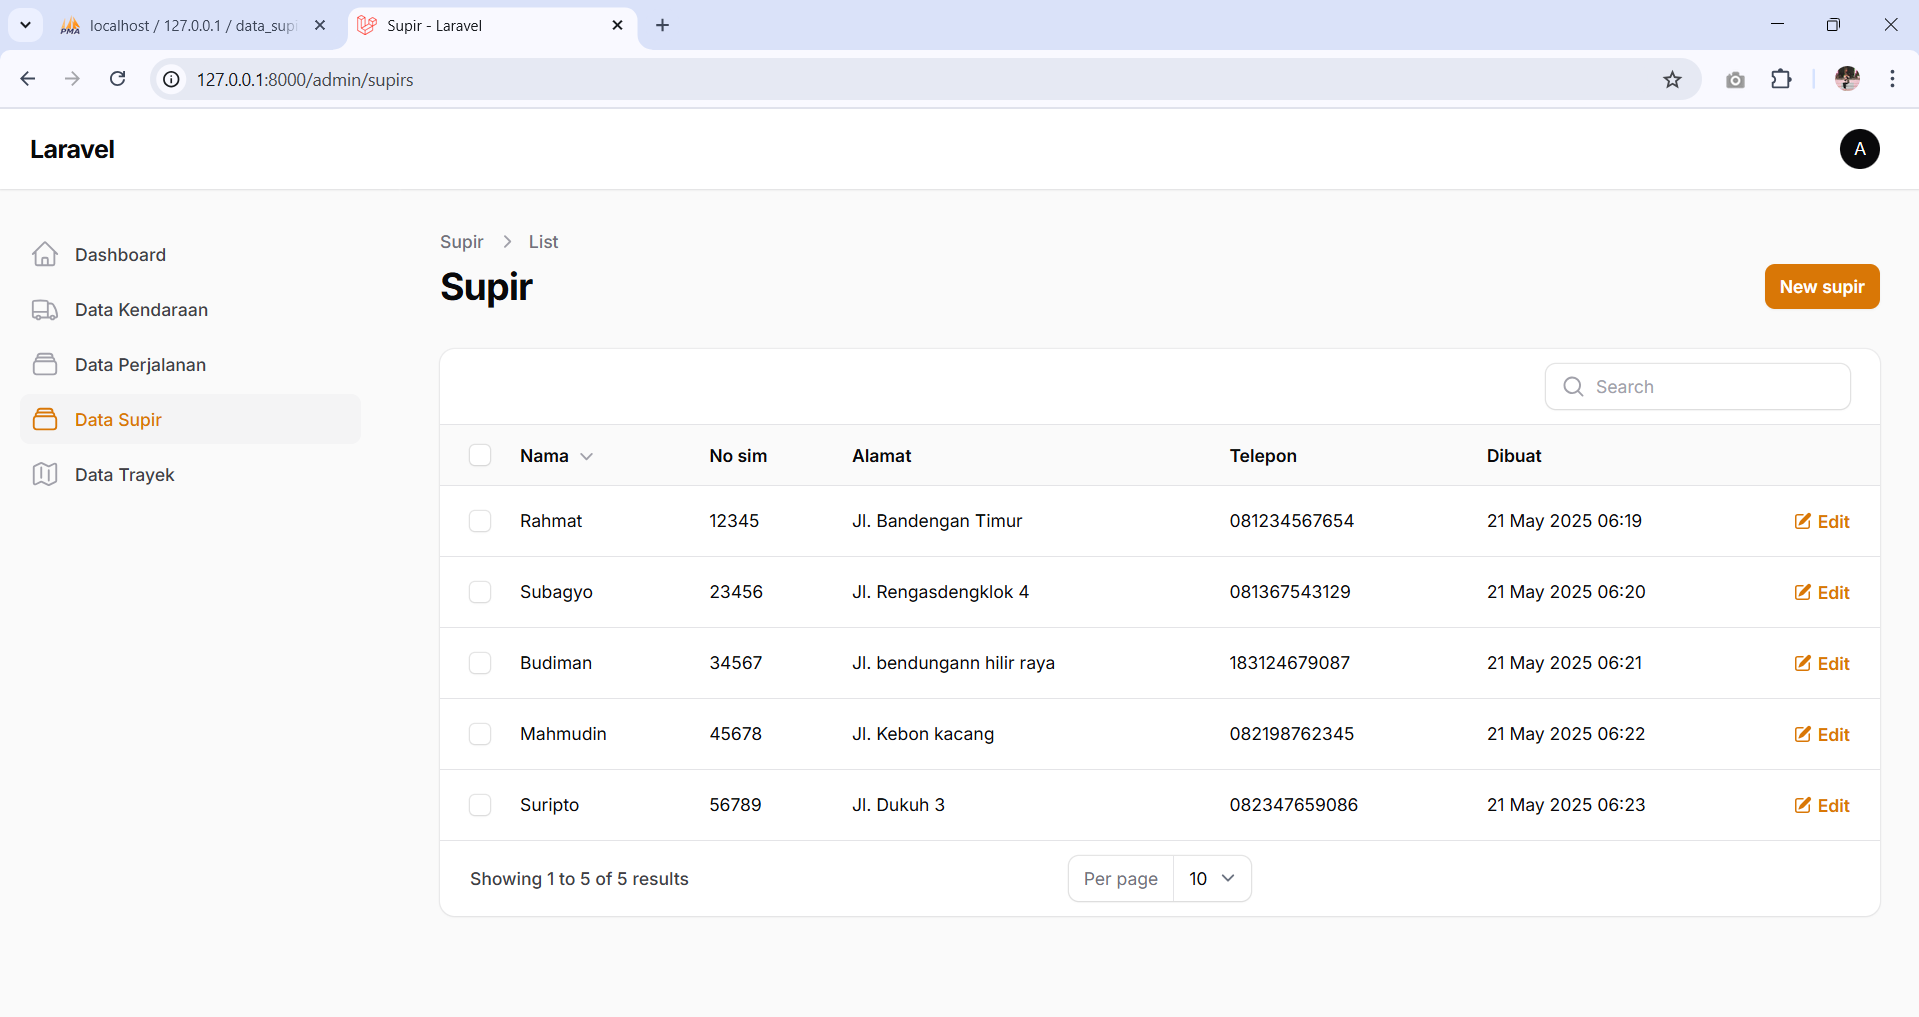 localhost / 127.0.0.1 / data_supi
Supir - Laravel
127.0.0.1:8000/admin/supirs
Laravel
A
Dashboard
Data Kendaraan
Data Perjalanan
Data Supir
Data Trayek
Supir > List
Supir
New supir
Search
Nama No sim Alamat Telepon Dibuat
Rahmat 12345 Jl. Bandengan Timur 081234567654 21 May 2025 06:19 Edit
Subagyo 23456 Jl. Rengasdengklok 4 081367543129 21 May 2025 06:20 Edit
Budiman 34567 Jl. bendungann hilir raya 183124679087 21 May 2025 06:21 Edit
Mahmudin 45678 Jl. Kebon kacang 082198762345 21 May 2025 06:22 Edit
Suripto 56789 Jl. Dukuh 3 082347659086 21 May 2025 06:23 Edit
Showing 1 to 5 of 5 results
Per page 10